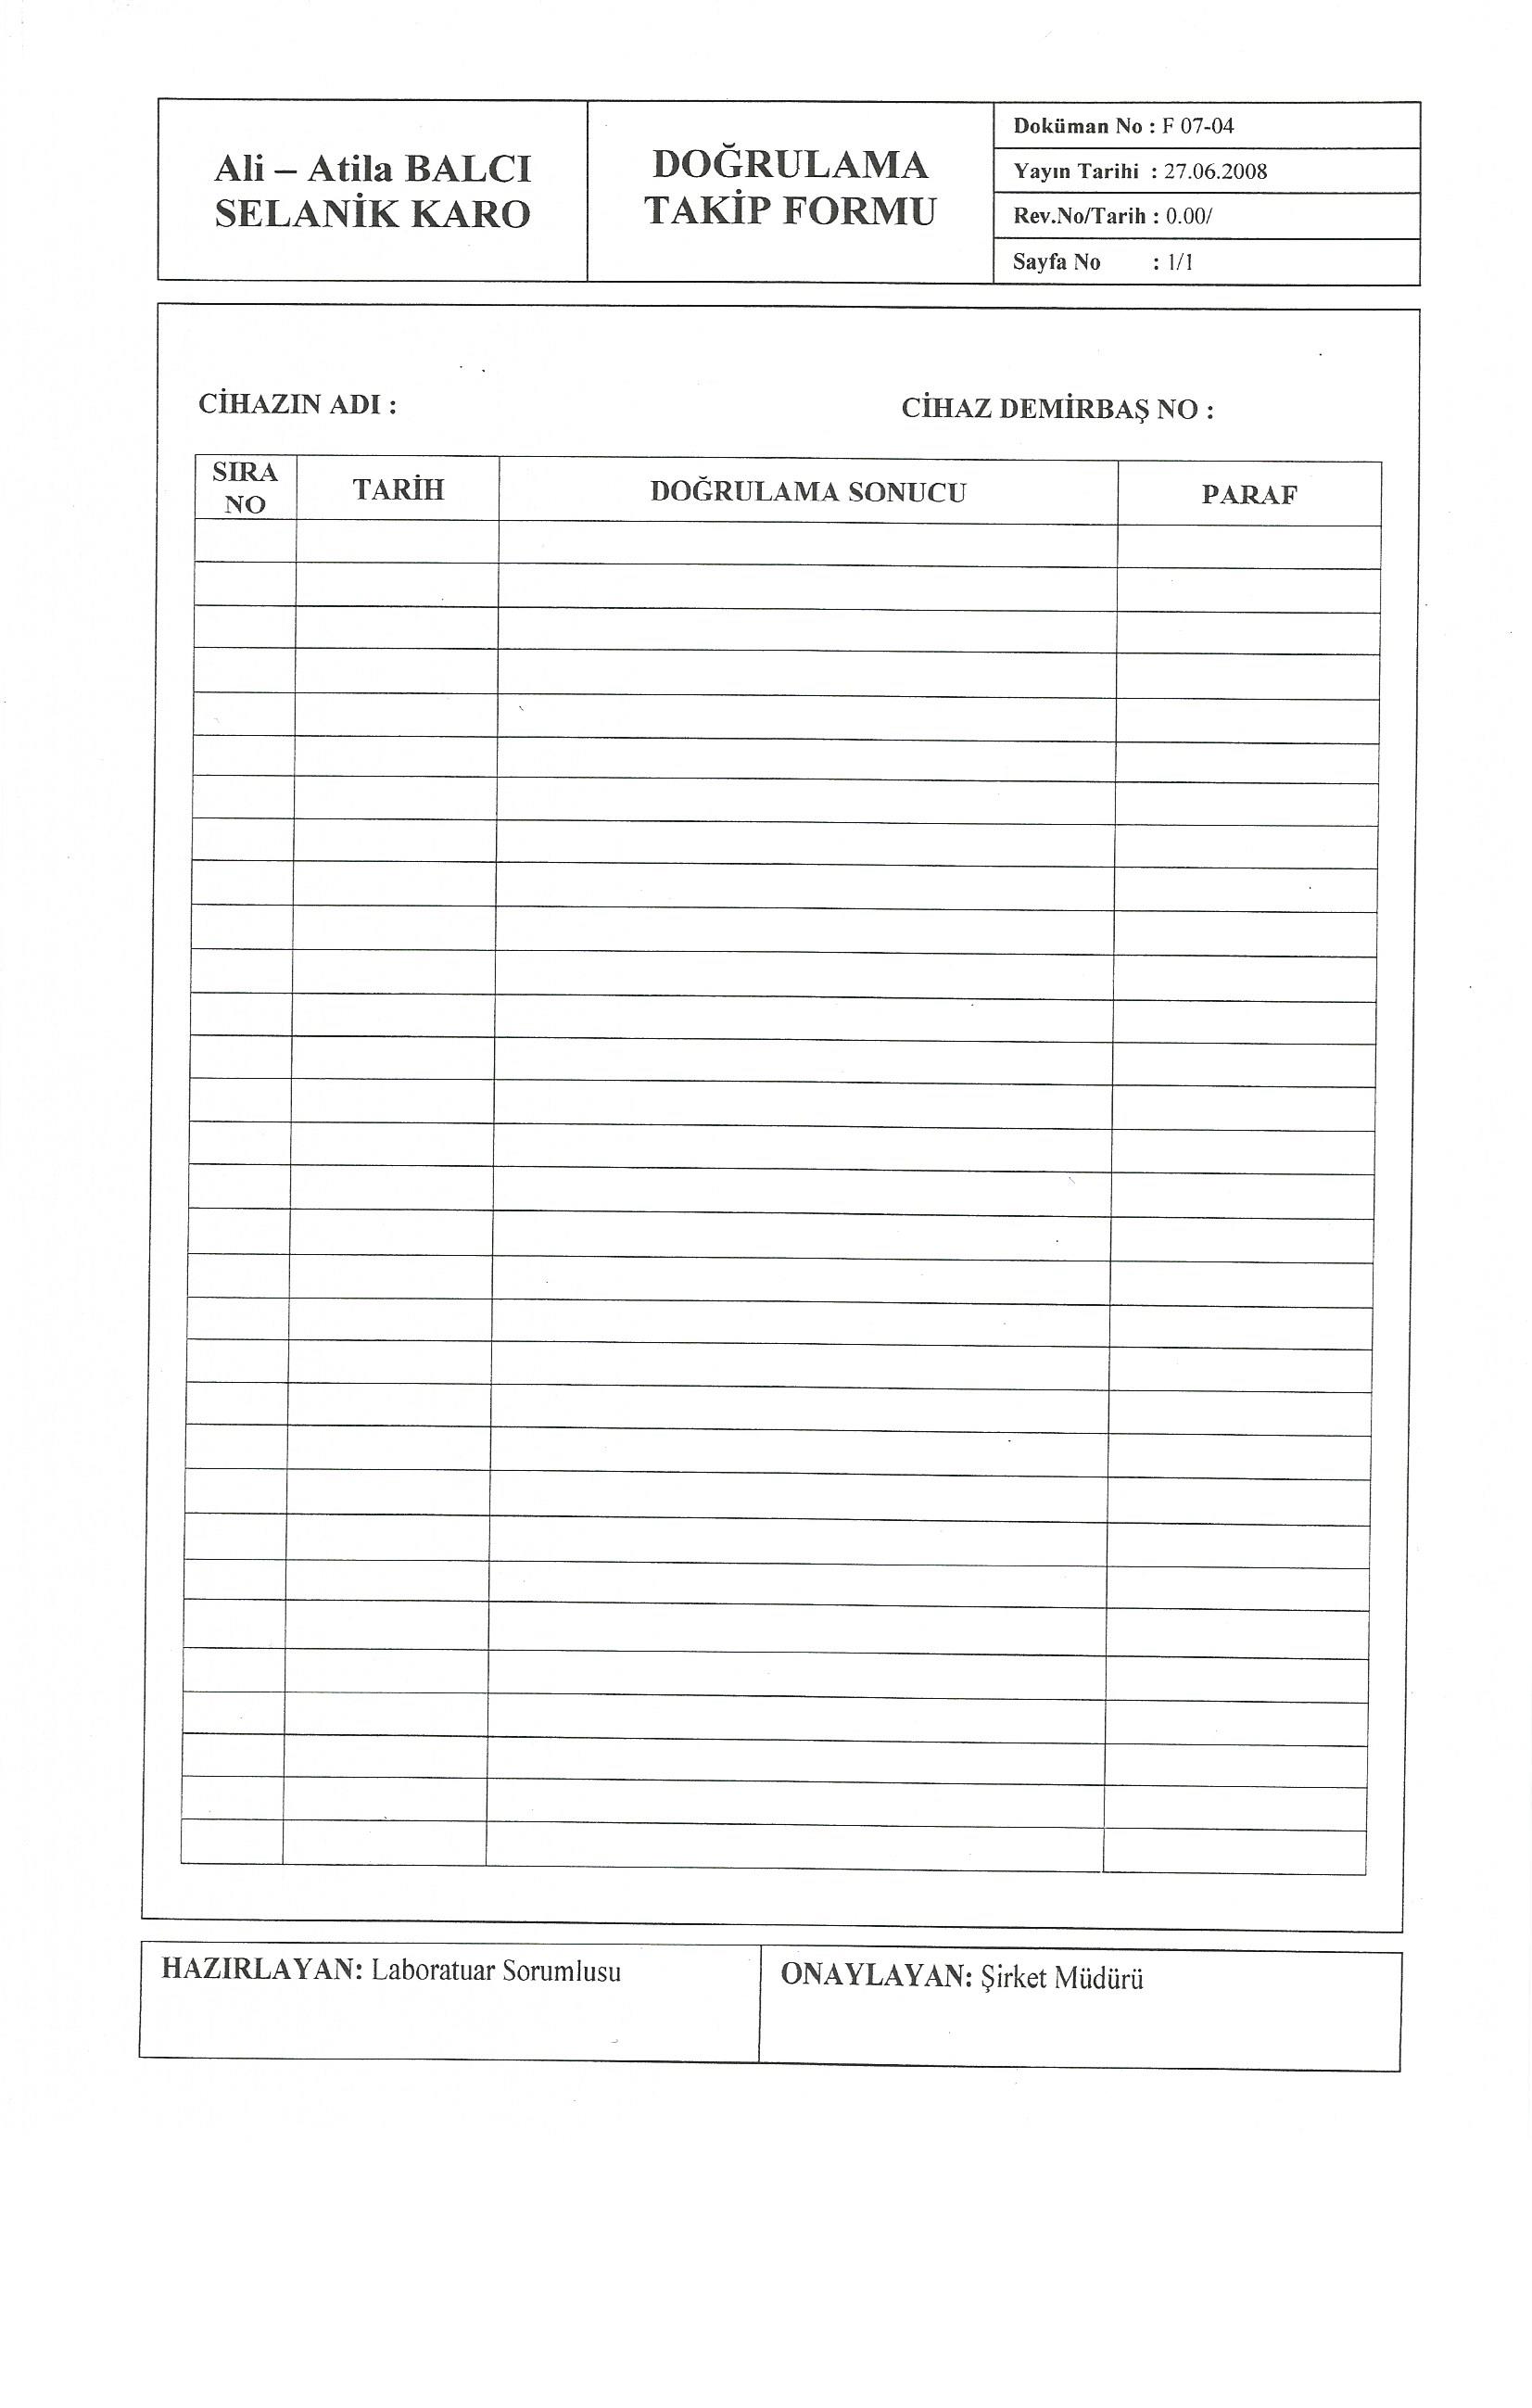 Ali – Atila BALCI
SELANİK KARO
DOĞRULAMA
TAKİP FORMU
Doküman No : F 07-04
Yayın Tarihi : 27.06.2008
Rev.No/Tarih : 0.00/
Sayfa No : 1/1
CİHAZIN ADI :
CİHAZ DEMİRBAŞ NO :
SIRA
NO
TARİH
DOĞRULAMA SONUCU
PARAF
HAZIRLAYAN: Laboratuar Sorumlusu
ONAYLAYAN: Şirket Müdürü